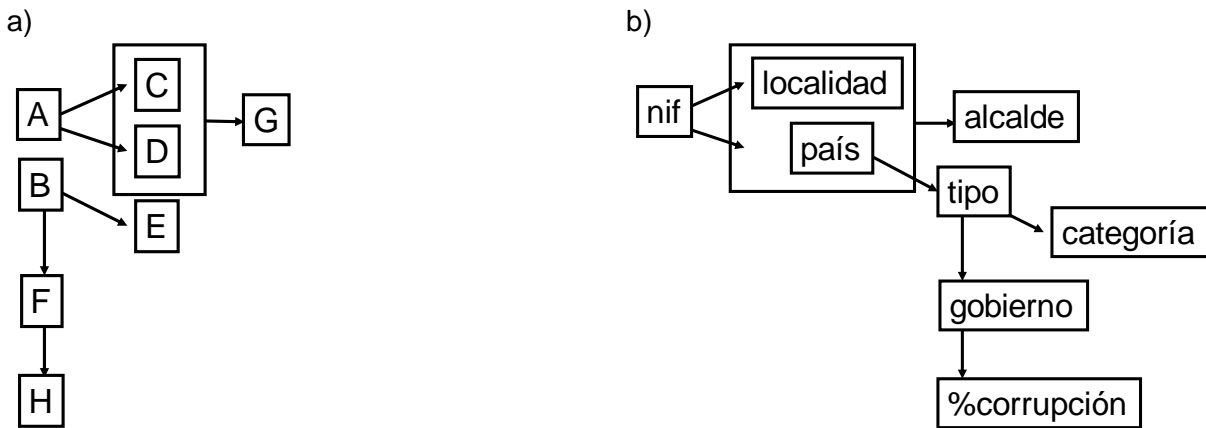 a)
A
C
D
G
B
E
F
H
b)
nif
localidad
país
alcalde
tipo
categoría
gobierno
%corrupción